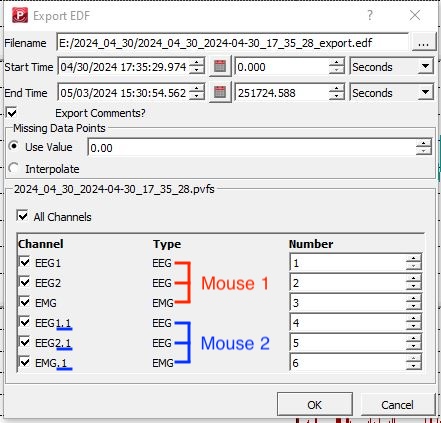 Export EDF
Filename E:/2024_04_30/2024_04_30_2024-04-30_17_35_28_export.edf ...
Start Time 04/30/2024 17:35:29.974 0.000 Seconds
End Time 05/03/2024 15:30:54.562 251724.588 Seconds
Export Comments?
Missing Data Points
Use Value 0.00
Interpolate
2024_04_30_2024-04-30_17_35_28.pvfs
All Channels
Channel Type Number
EEG1 EEG 1
EEG2 EEG Mouse 1 2
EMG EMG 3
EEG1.1 EEG 4
EEG2.1 EEG Mouse 2 5
EMG.1 EMG 6
OK Cancel